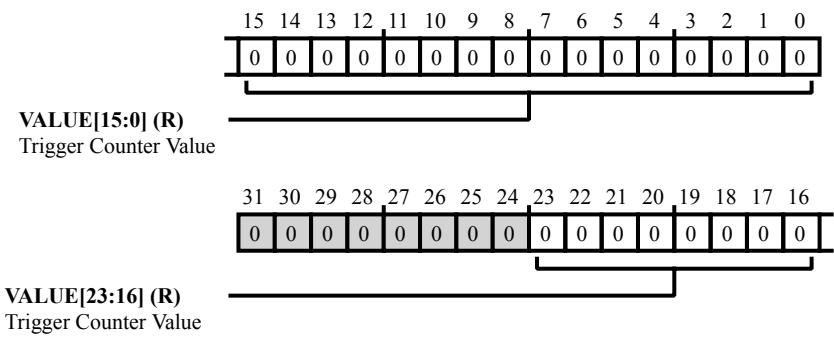 15 14 13 12 11 10 9 8 7 6 5 4 3 2 1 0
0 0 0 0 0 0 0 0 0 0 0 0 0 0 0 0
VALUE[15:0] (R)
Trigger Counter Value
31 30 29 28 27 26 25 24 23 22 21 20 19 18 17 16
0 0 0 0 0 0 0 0 0 0 0 0 0 0 0 0
VALUE[23:16] (R)
Trigger Counter Value